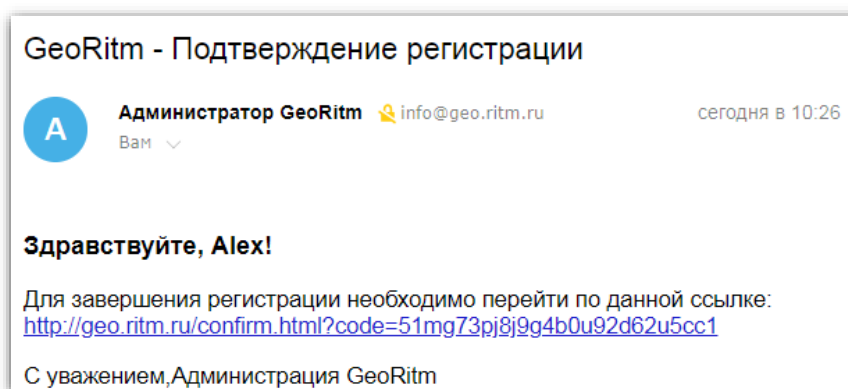 GeoRitm - Подтверждение регистрации
А
Администратор GeoRitm info@geo.ritm.ru сегодня в 10:26
Вам
Здравствуйте, Alex!
Для завершения регистрации необходимо перейти по данной ссылке:
http://geo.ritm.ru/confirm.html?code=51mg73pj8j9g4b0u92d62u5cc1
С уважением,Администрация GeoRitm